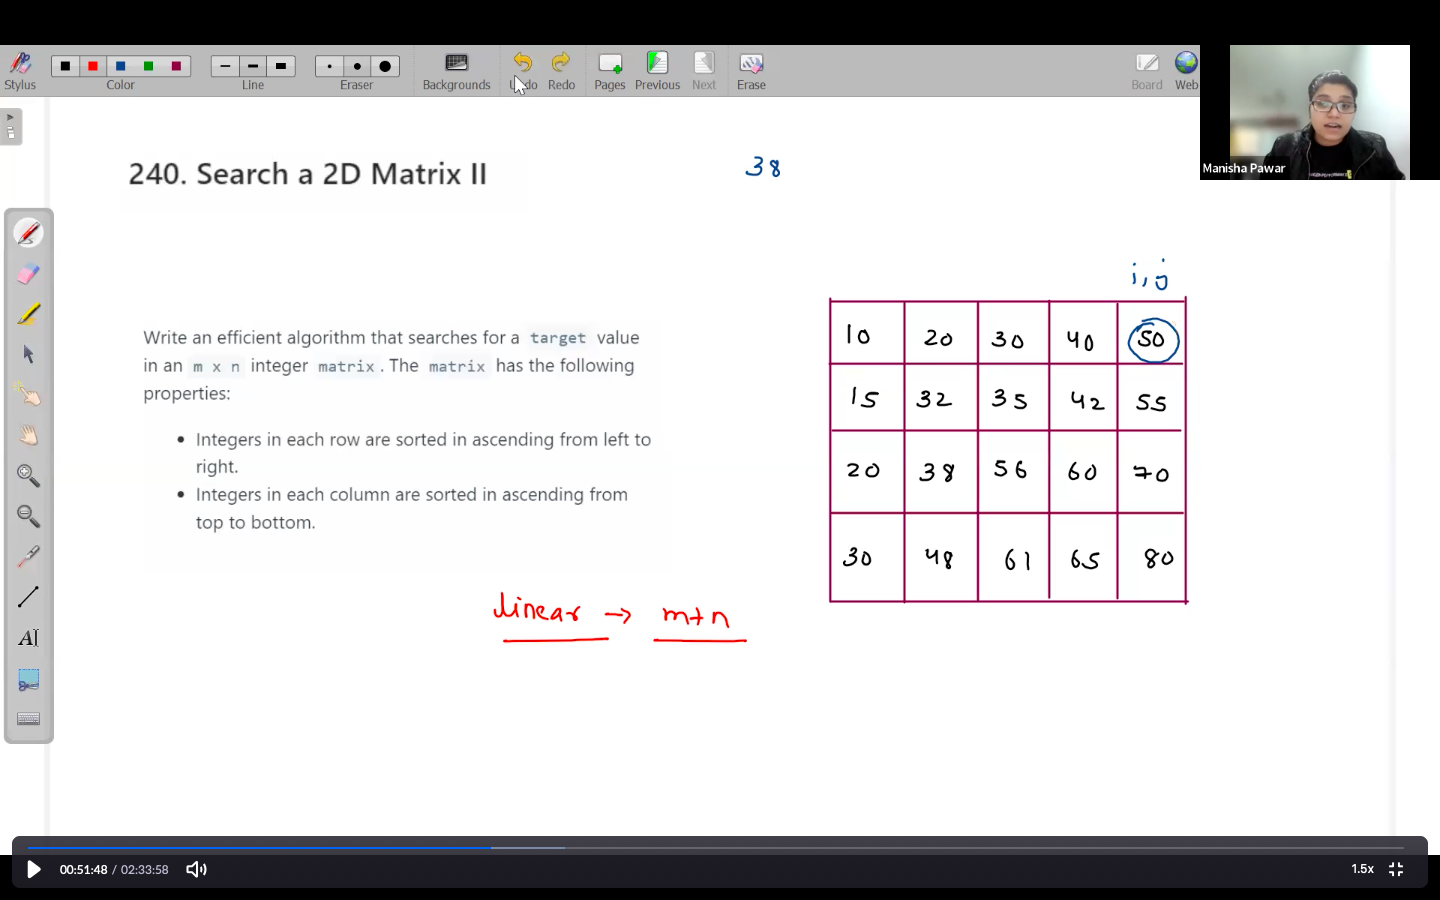 Stylus Color Line Eraser Backgrounds Undo Redo Pages Previous Next Erase Board Web
Manisha Pawar
240. Search a 2D Matrix II
38
i, j
Write an efficient algorithm that searches for a target value
in an m x n integer matrix. The matrix has the following
properties:
• Integers in each row are sorted in ascending from left to
right.
• Integers in each column are sorted in ascending from
top to bottom.
10 20 30 40 50
15 32 35 42 55
20 38 56 60 70
30 48 61 65 80
linear → m+n
00:51:48 / 02:33:58 1.5x